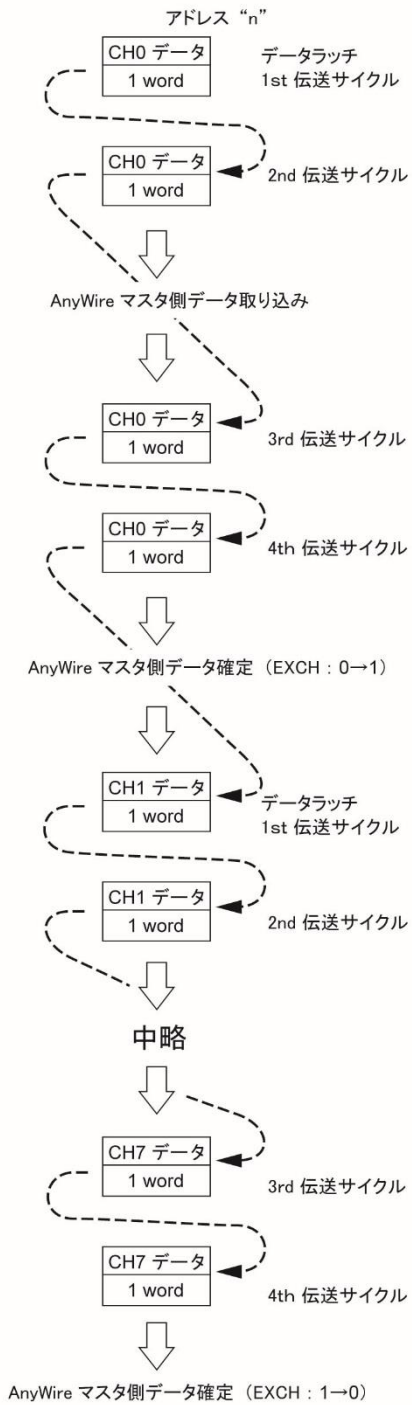 アドレス “n”
CH0 データ
1 word
データラッチ
1st 伝送サイクル
CH0 データ
1 word
2nd 伝送サイクル
AnyWire マスタ側データ取り込み
CH0 データ
1 word
3rd 伝送サイクル
CH0 データ
1 word
4th 伝送サイクル
AnyWire マスタ側データ確定 (EXCH : 0→1)
CH1 データ
1 word
データラッチ
1st 伝送サイクル
CH1 データ
1 word
2nd 伝送サイクル
中略
CH7 データ
1 word
3rd 伝送サイクル
CH7 データ
1 word
4th 伝送サイクル
AnyWire マスタ側データ確定 (EXCH : 1→0)